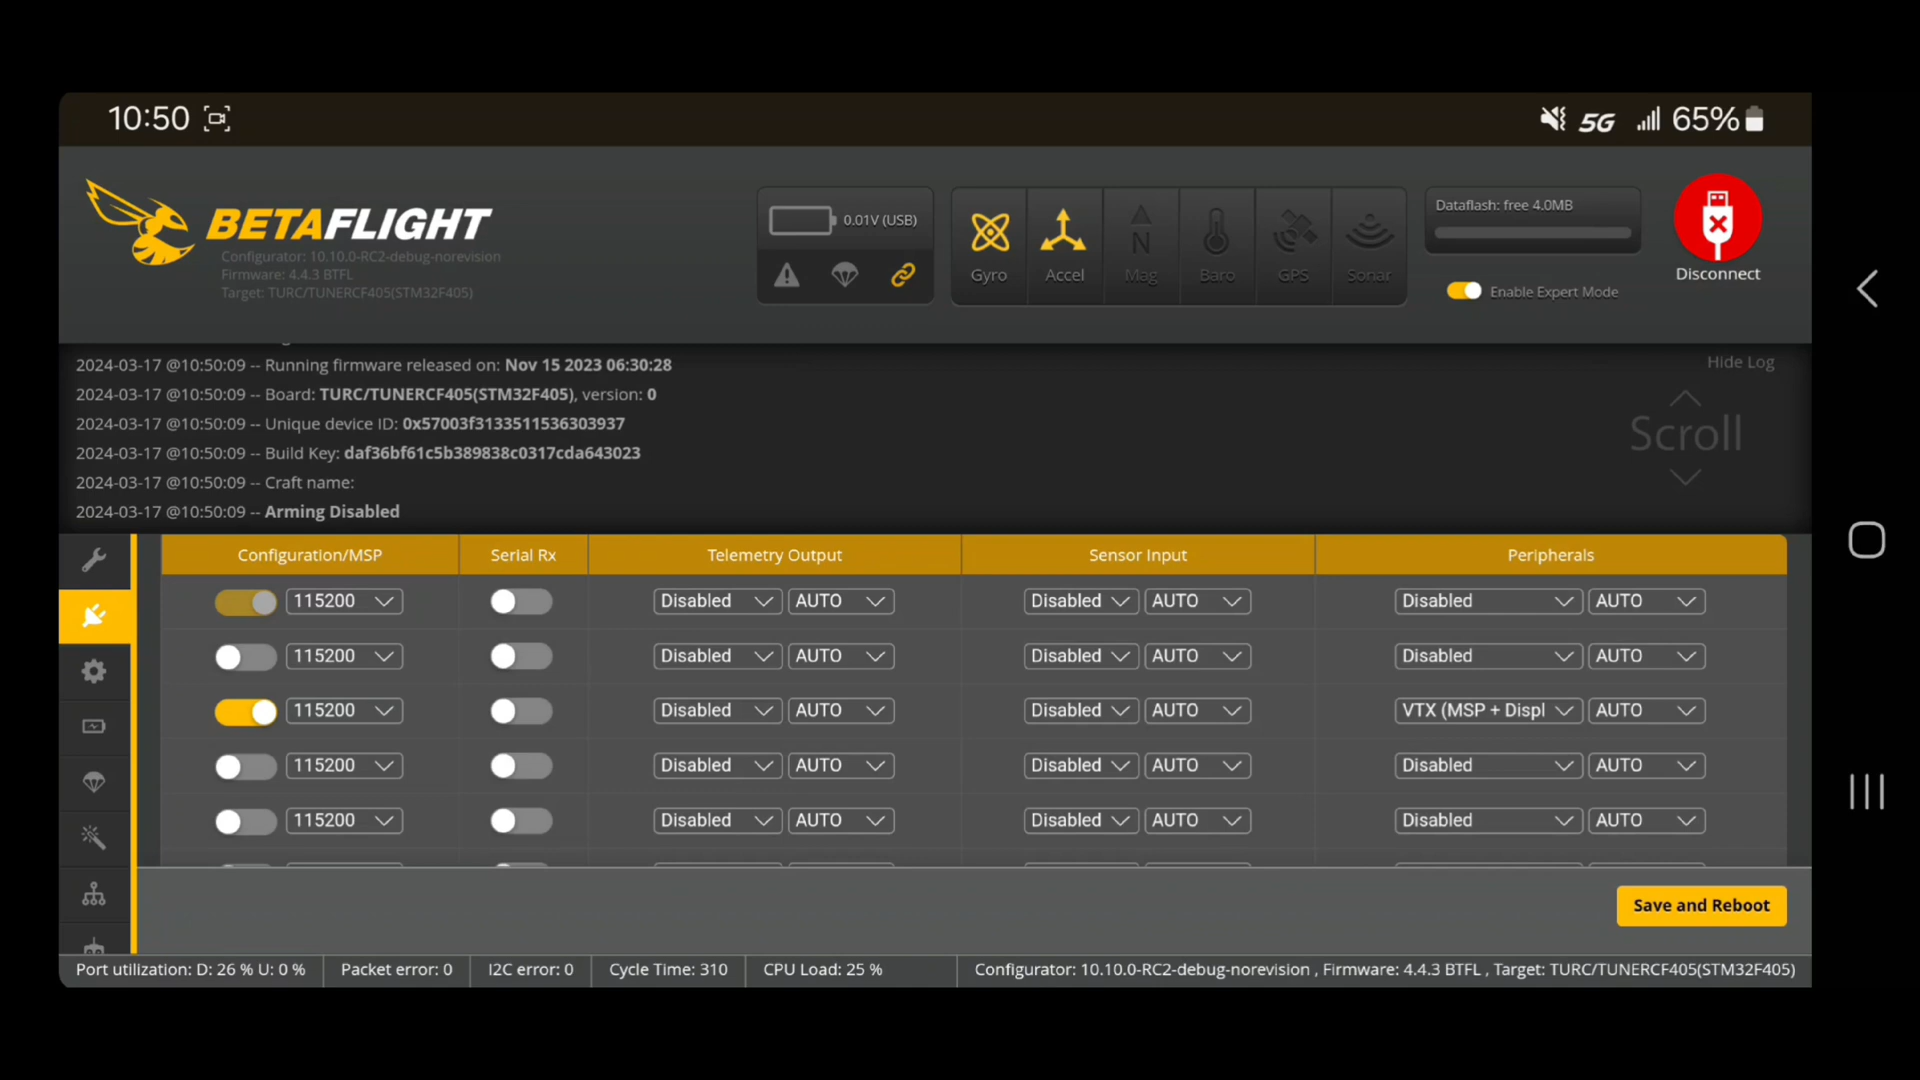 10:50
5G 65%
BETAFLIGHT
Configurator: 10.10.0-RC2-debug-norevision
Firmware: 4.4.3 BTFL
Target: TURC/TUNERCF405(STM32F405)
0.01V (USB)
Gyro Accel Mag Baro GPS Sonar
Dataflash: free 4.0MB
Enable Expert Mode
Disconnect
2024-03-17 @10:50:09 -- Running firmware released on: Nov 15 2023 06:30:28
2024-03-17 @10:50:09 -- Board: TURC/TUNERCF405(STM32F405), version: 0
2024-03-17 @10:50:09 -- Unique device ID: 0x57003f3133511536303937
2024-03-17 @10:50:09 -- Build Key: daf36bf61c5b389838c0317cda643023
2024-03-17 @10:50:09 -- Craft name:
2024-03-17 @10:50:09 -- Arming Disabled
Hide Log
Scroll
Configuration/MSP Serial Rx Telemetry Output Sensor Input Peripherals
115200 Disabled AUTO Disabled AUTO Disabled AUTO
115200 Disabled AUTO Disabled AUTO Disabled AUTO
115200 Disabled AUTO Disabled AUTO VTX (MSP + Displ AUTO
115200 Disabled AUTO Disabled AUTO Disabled AUTO
115200 Disabled AUTO Disabled AUTO Disabled AUTO
Save and Reboot
Port utilization: D: 26 % U: 0 % Packet error: 0 I2C error: 0 Cycle Time: 310 CPU Load: 25 % Configurator: 10.10.0-RC2-debug-norevision , Firmware: 4.4.3 BTFL , Target: TURC/TUNERCF405(STM32F405)